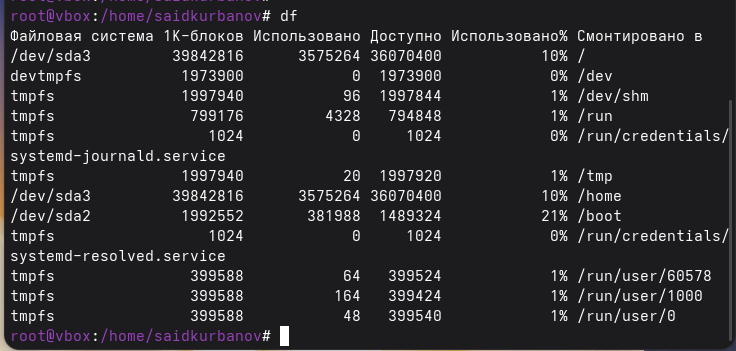 root@vbox:/home/saidkurbanov# df
Файловая система 1K-блоков Использовано Доступно Использовано% Смонтировано в
/dev/sda3 39842816 3575264 36070400 10% /
devtmpfs 1973900 0 1973900 0% /dev
tmpfs 1997940 96 1997844 1% /dev/shm
tmpfs 799176 4328 794848 1% /run
tmpfs 1024 0 1024 0% /run/credentials/
systemd-journald.service
tmpfs 1997940 20 1997920 1% /tmp
/dev/sda3 39842816 3575264 36070400 10% /home
/dev/sda2 1992552 381988 1489324 21% /boot
tmpfs 1024 0 1024 0% /run/credentials/
systemd-resolved.service
tmpfs 399588 64 399524 1% /run/user/60578
tmpfs 399588 164 399424 1% /run/user/1000
tmpfs 399588 48 399540 1% /run/user/0
root@vbox:/home/saidkurbanov#